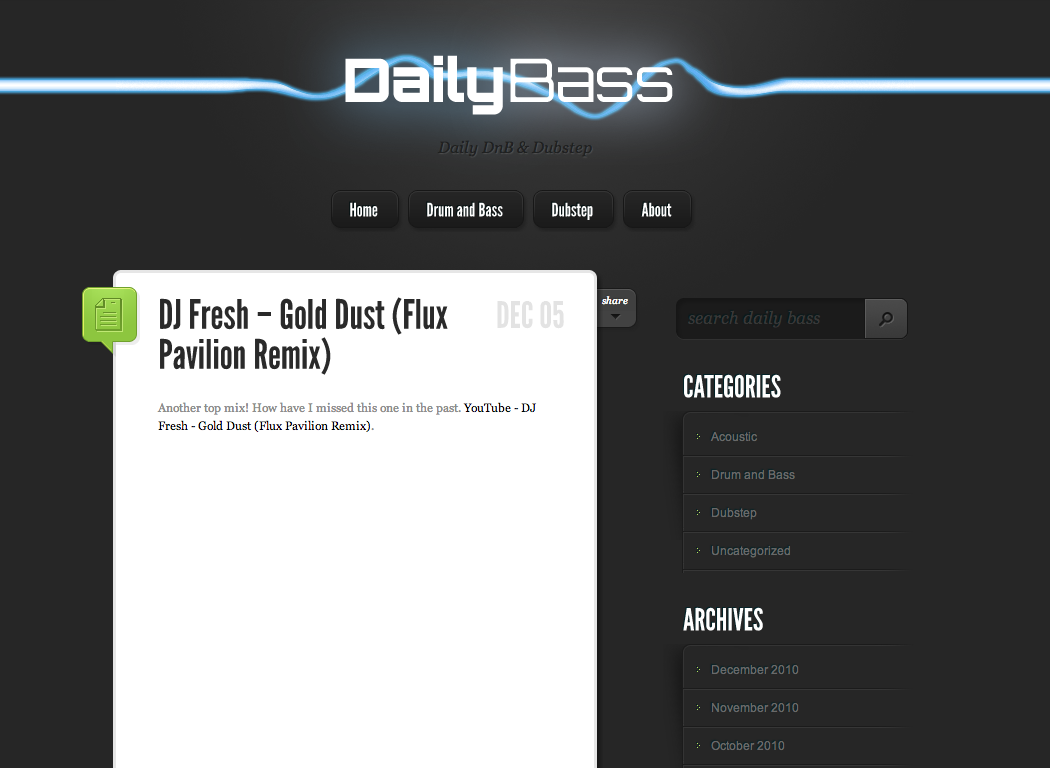 DailyBass
Daily DnB & Dubstep
Home
Drum and Bass
Dubstep
About
DJ Fresh – Gold Dust (Flux
Pavilion Remix)
DEC 05
share
Another top mix! How have I missed this one in the past. YouTube - DJ
Fresh - Gold Dust (Flux Pavilion Remix).
search daily bass
CATEGORIES
Acoustic
Drum and Bass
Dubstep
Uncategorized
ARCHIVES
December 2010
November 2010
October 2010